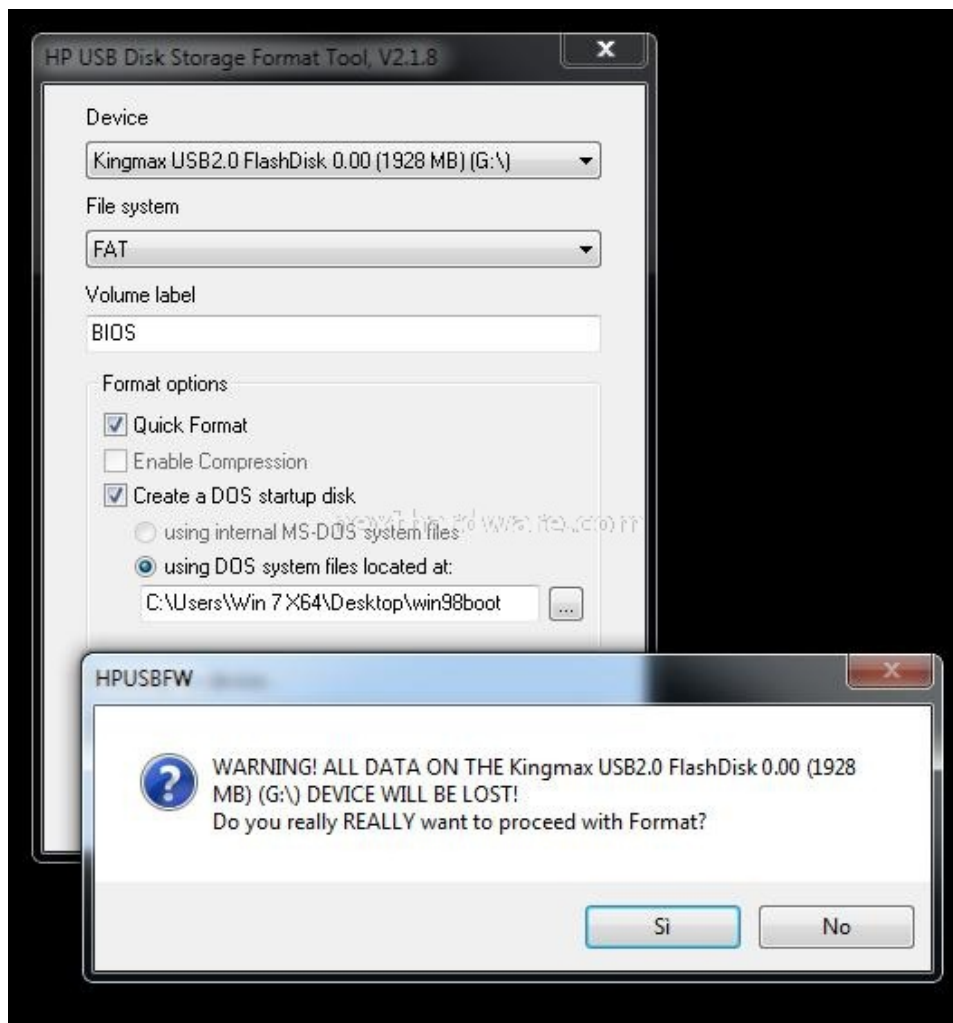 HP USB Disk Storage Format Tool, V2.1.8
x
Device
Kingmax USB2.0 FlashDisk 0.00 (1928 MB) (G:\)
File system
FAT
Volume label
BIOS
Format options
Quick Format
Enable Compression
Create a DOS startup disk
using internal MS-DOS system files
nexthardware.com
using DOS system files located at:
C:\Users\Win 7 X64\Desktop\win98boot
...
HPUSBFW
x
WARNING! ALL DATA ON THE Kingmax USB2.0 FlashDisk 0.00 (1928
MB) (G:\) DEVICE WILL BE LOST!
Do you really REALLY want to proceed with Format?
Sì
No